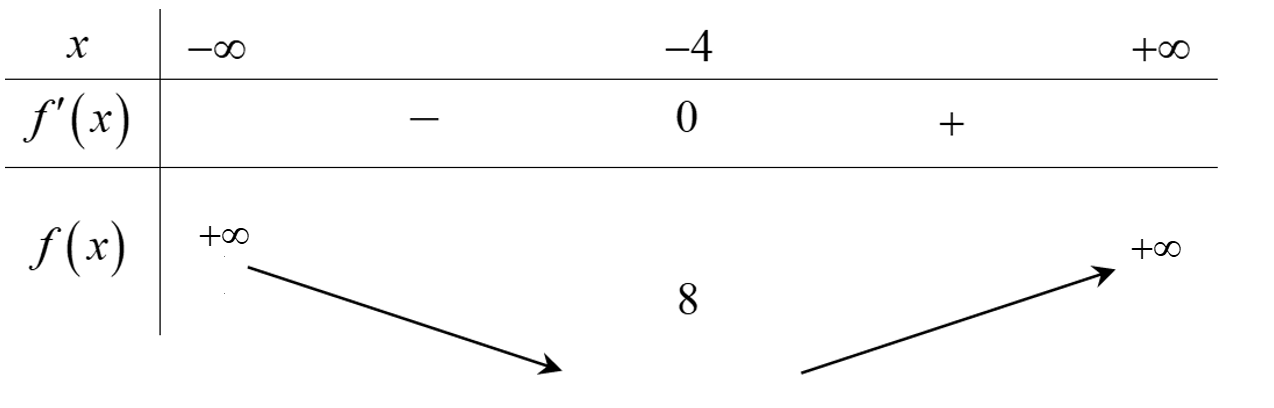 x −∞ −4 +∞
f′(x) − 0 +
f(x) +∞ 8 +∞